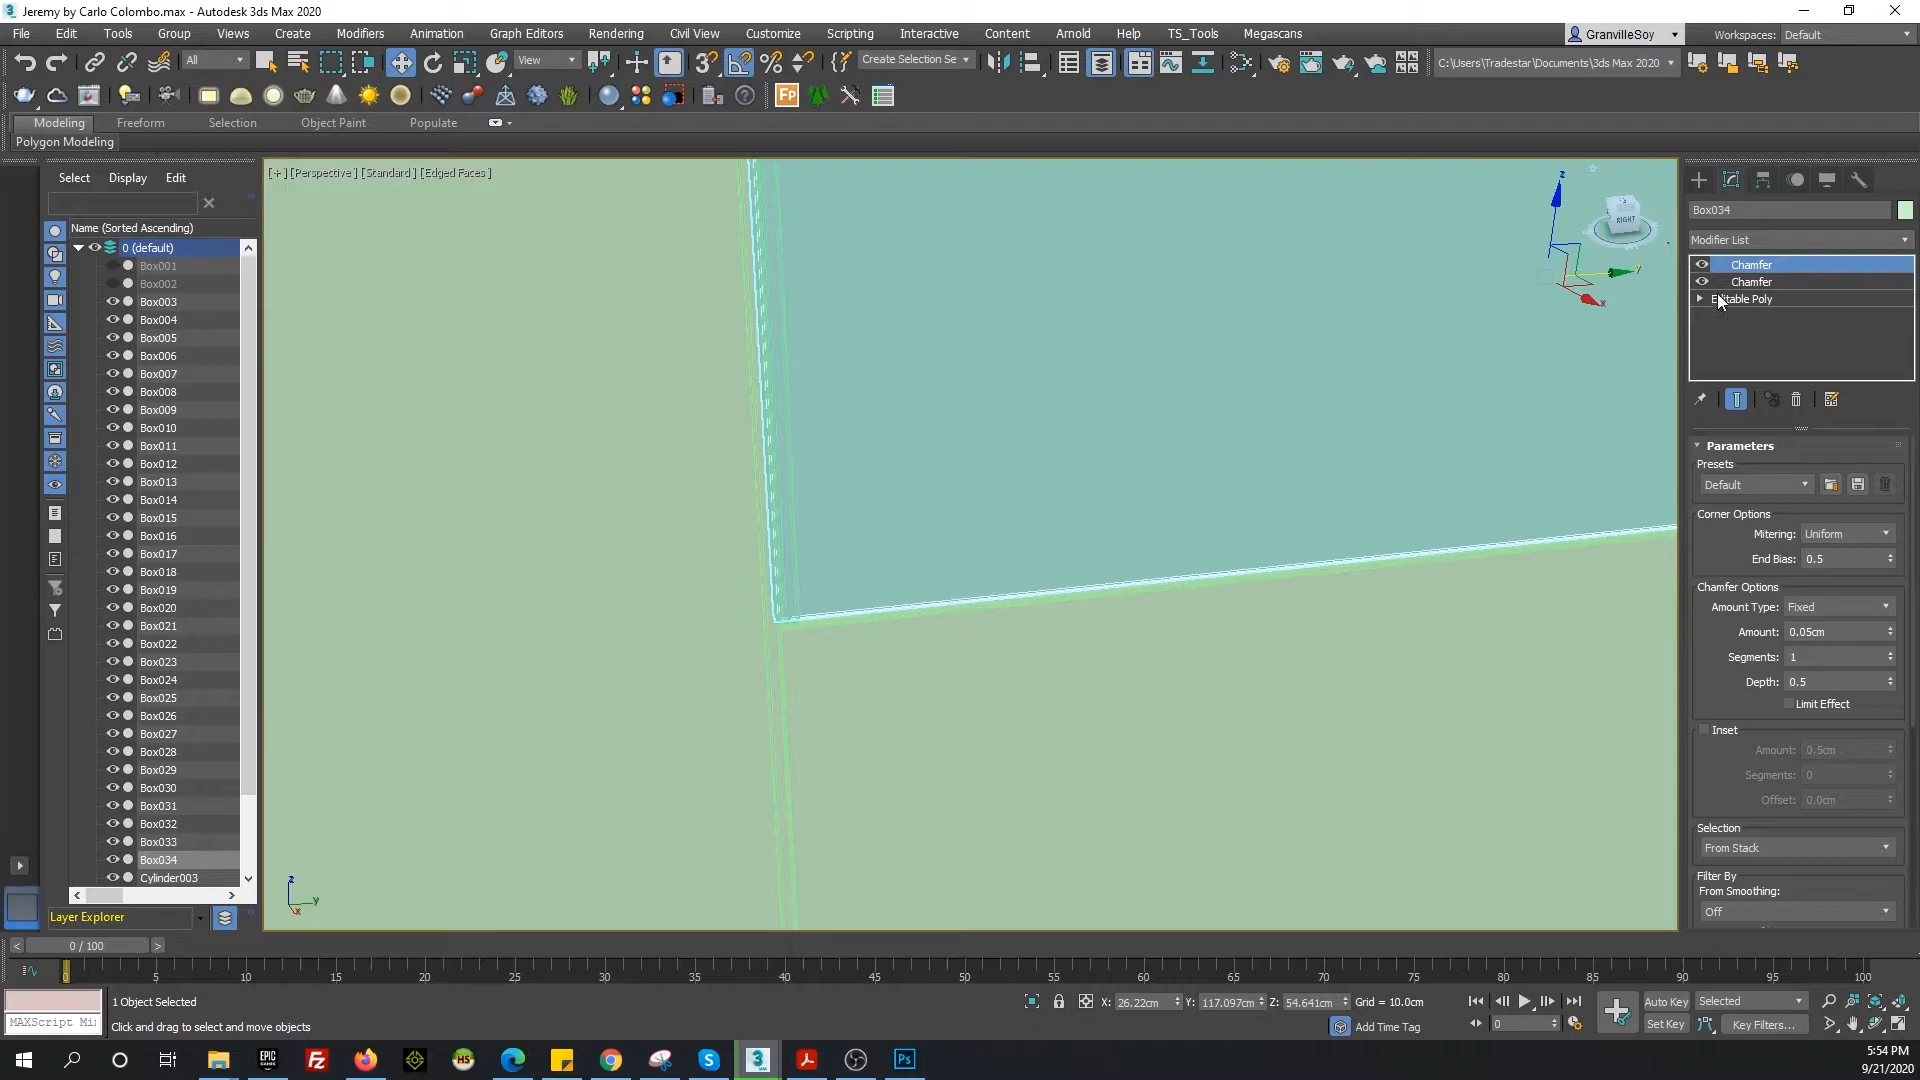 Jeremy by Carlo Colombo.max - Autodesk 3ds Max 2020
File Edit Tools Group Views Create Modifiers Animation Graph Editors Rendering Civil View Customize Scripting Interactive Content Arnold Help TS_Tools Megascans GranvilleSoy Workspaces: Default
All View Create Selection Se C:\Users\Tradestar\Documents\3ds Max 2020
Modeling Freeform Selection Object Paint Populate
Polygon Modeling
Select Display Edit
[+] [Perspective] [Standard] [Edged Faces]
Name (Sorted Ascending)
0 (default)
Box001
Box002
Box003
Box004
Box005
Box006
Box007
Box008
Box009
Box010
Box011
Box012
Box013
Box014
Box015
Box016
Box017
Box018
Box019
Box020
Box021
Box022
Box023
Box024
Box025
Box026
Box027
Box028
Box029
Box030
Box031
Box032
Box033
Box034
Cylinder003
Layer Explorer
z
y
x
RIGHT
z
y
x
Box034
Modifier List
Chamfer
Chamfer
Editable Poly
Parameters
Presets
Default
Corner Options
Mitering: Uniform
End Bias: 0.5
Chamfer Options
Amount Type: Fixed
Amount: 0.05cm
Segments: 1
Depth: 0.5
Limit Effect
Inset
Amount: 0.5cm
Segments: 0
Offset: 0.0cm
Selection
From Stack
Filter By
From Smoothing:
Off
< 0 / 100 >
0 5 10 15 20 25 30 35 40 45 50 55 60 65 70 75 80 85 90 95 100
1 Object Selected
X: 26.22cm Y: 117.097cm Z: 54.641cm Grid = 10.0cm
Auto Key Selected
MAXScript Mi
Click and drag to select and move objects
Add Time Tag
0
Set Key Key Filters...
5:54 PM
9/21/2020